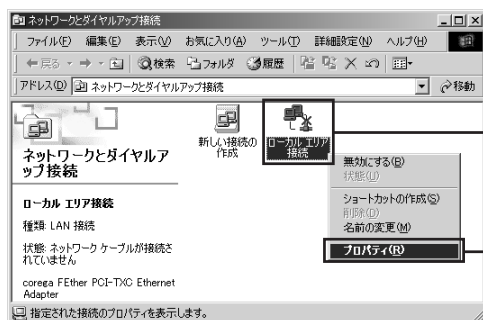 ネットワークとダイヤルアップ接続
ファイル(F) 編集(E) 表示(V) お気に入り(A) ツール(T) 詳細設定(N) ヘルプ(H)
戻る 検索 フォルダ 履歴
アドレス(D) ネットワークとダイヤルアップ接続 移動
ネットワークとダイヤルア
ップ接続
ローカル エリア接続
種類: LAN 接続
状態: ネットワーク ケーブルが接続さ
れていません
corega FEther PCI-TXC Ethernet
Adapter
新しい接続の
作成
ローカル エリア
接続
無効にする(B)
状態(U)
ショートカットの作成(S)
削除(D)
名前の変更(M)
プロパティ(R)
指定された接続のプロパティを表示します。